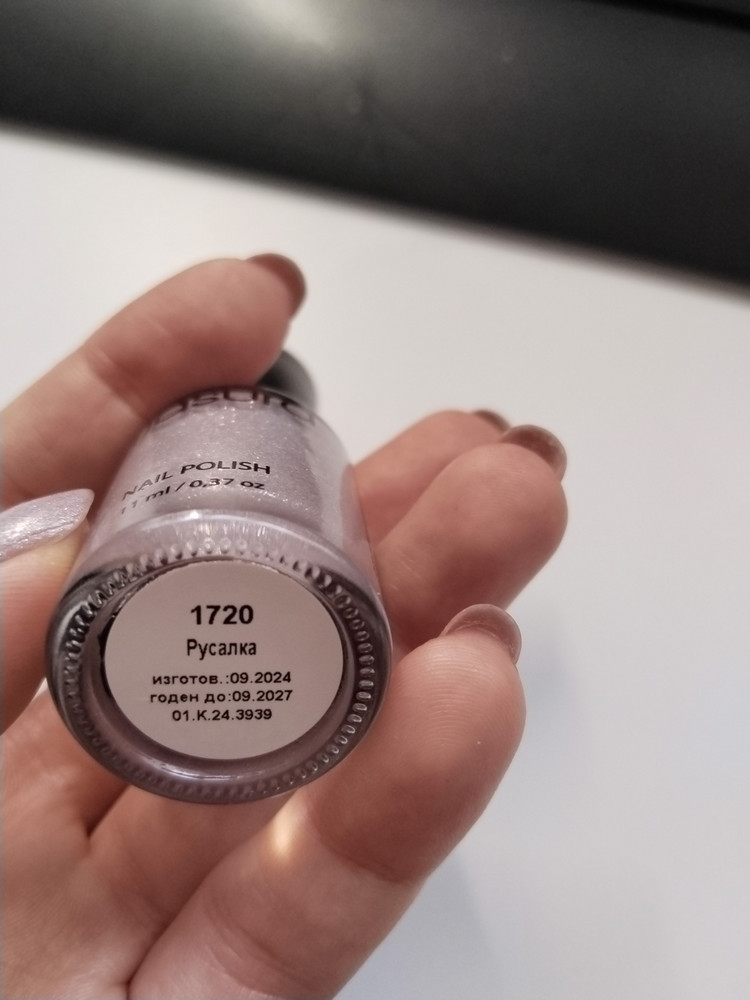 NAIL POLISH
11 ml / 0,37 oz
1720
Русалка
изготов.:09.2024
годен до:09.2027
01.К.24.3939